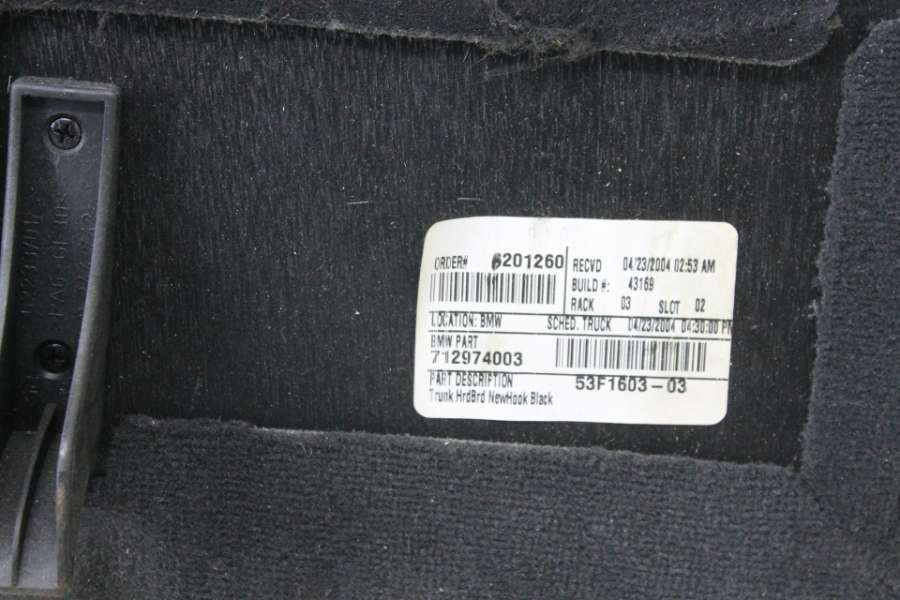 ORDER# 6201260
RECVD 04/23/2004 02:53 AM
BUILD #: 43169
RACK 03 SLOT 02
LOCATION: BMW SCHED. TRUCK 04/23/2004 04:30:00 PM
BMW PART
712974003
53F1603-03
PART DESCRIPTION
Trunk HrdBrd NewHook Black